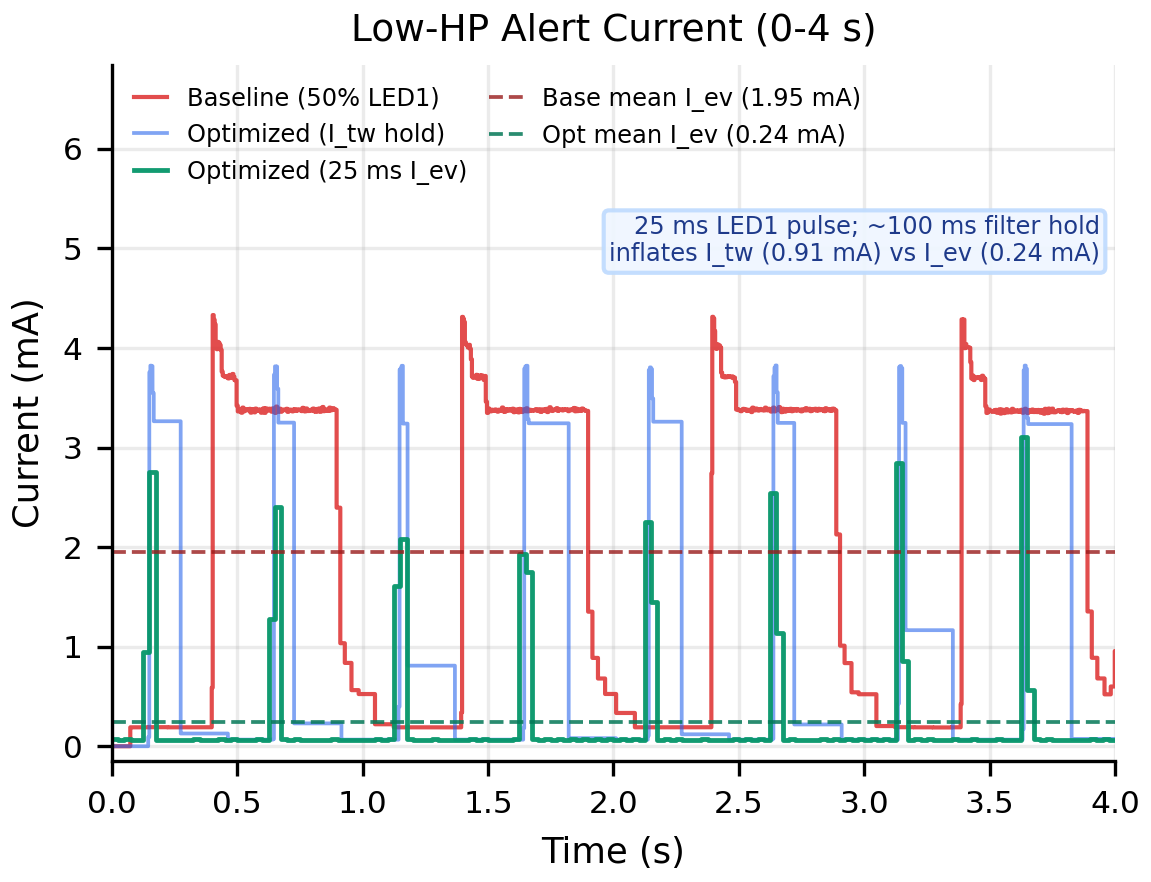 Low-HP Alert Current (0-4 s)
Baseline (50% LED1)
Optimized (I_tw hold)
Optimized (25 ms I_ev)
Base mean I_ev (1.95 mA)
Opt mean I_ev (0.24 mA)
25 ms LED1 pulse; ~100 ms filter hold
inflates I_tw (0.91 mA) vs I_ev (0.24 mA)
Current (mA)
6
5
4
3
2
1
0
0.0 0.5 1.0 1.5 2.0 2.5 3.0 3.5 4.0
Time (s)